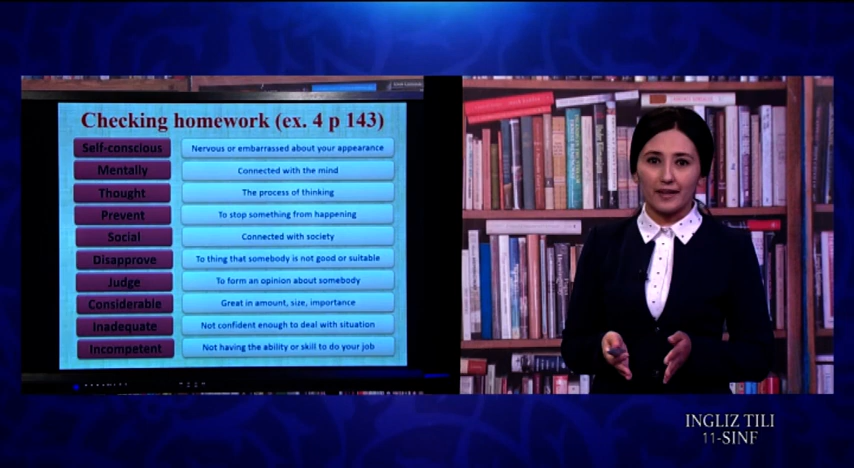 Checking homework (ex. 4 p 143)
Self-conscious Nervous or embarrassed about your appearance
Mentally Connected with the mind
Thought The process of thinking
Prevent To stop something from happening
Social Connected with society
Disapprove To thing that somebody is not good or suitable
Judge To form an opinion about somebody
Considerable Great in amount, size, importance
Inadequate Not confident enough to deal with situation
Incompetent Not having the ability or skill to do your job
INGLIZ TILI
11-SINF